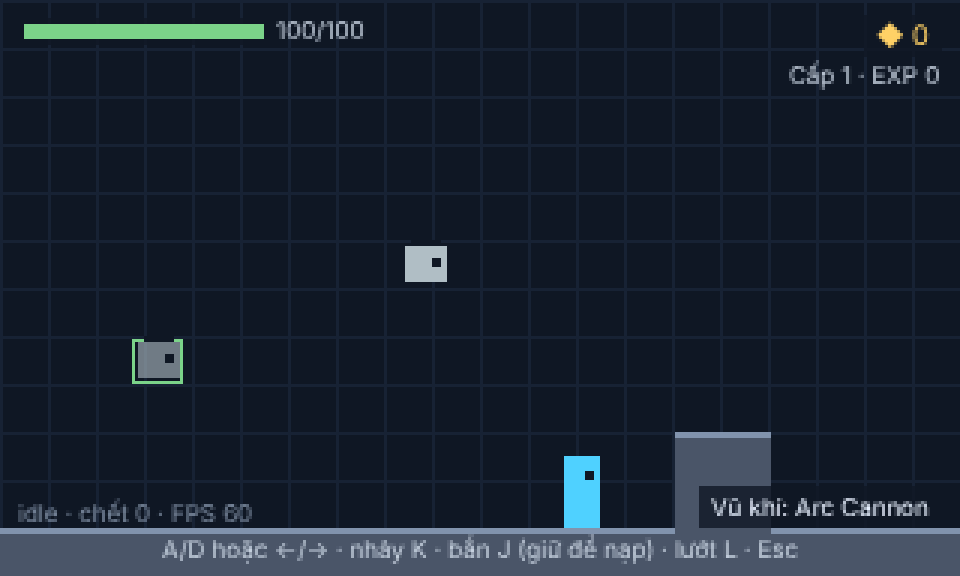 100/100
0
Cấp 1 · EXP 0
idle · chết 0 · FPS 60
Vũ khí: Arc Cannon
A/D hoặc ←/→ · nhảy K · bắn J (giữ để nạp) · lướt L · Esc